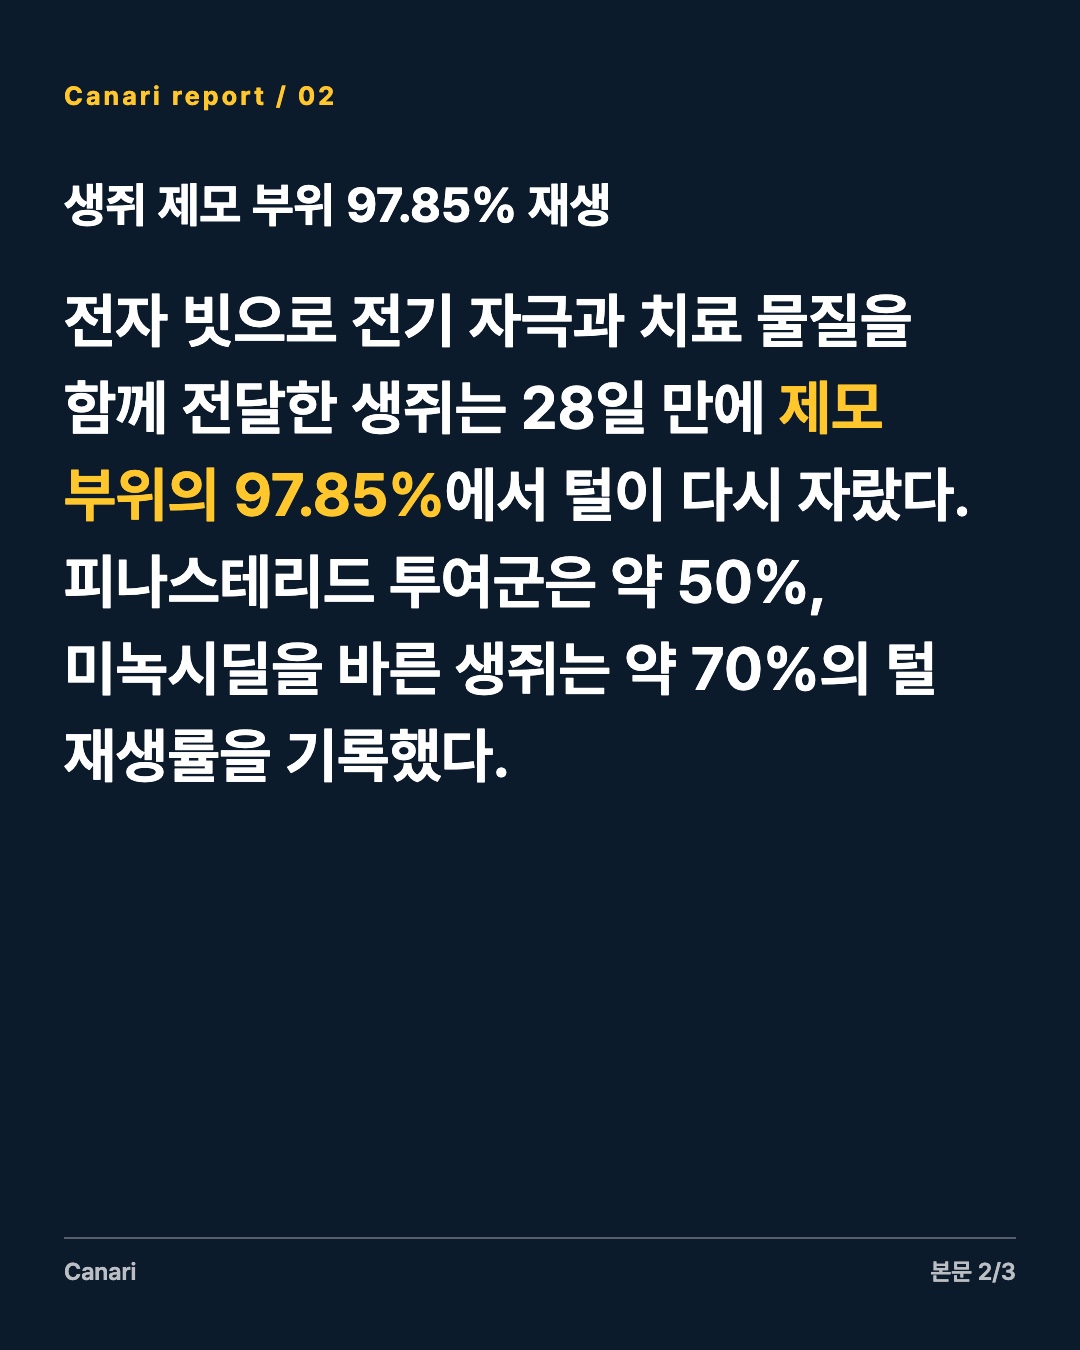 Canari report / 02
생쥐 제모 부위 97.85% 재생
전자 빗으로 전기 자극과 치료 물질을
함께 전달한 생쥐는 28일 만에 제모
부위의 97.85%에서 털이 다시 자랐다.
피나스테리드 투여군은 약 50%,
미녹시딜을 바른 생쥐는 약 70%의 털
재생률을 기록했다.
Canari
본문 2/3